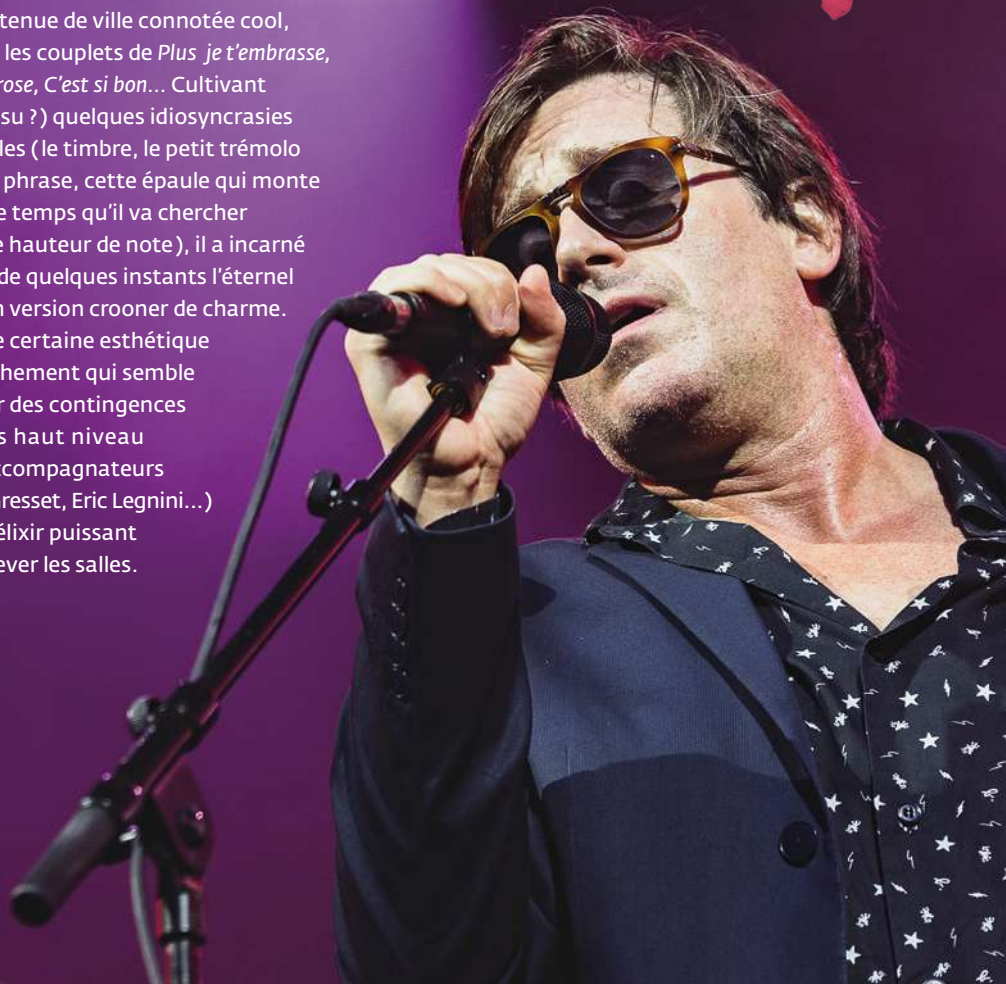 tenue de ville connotée cool,
les couplets de Plus je t'embrasse,
rose, C'est si bon... Cultivant
su ?) quelques idiosyncrasies
les (le timbre, le petit trémolo
phrase, cette épaule qui monte
e temps qu'il va chercher
e hauteur de note), il a incarné
de quelques instants l'éternel
n version crooner de charme.
e certaine esthétique
chement qui semble
r des contingences
s haut niveau
ccompagnateurs
resset, Eric Legnini...)
élixir puissant
ever les salles.